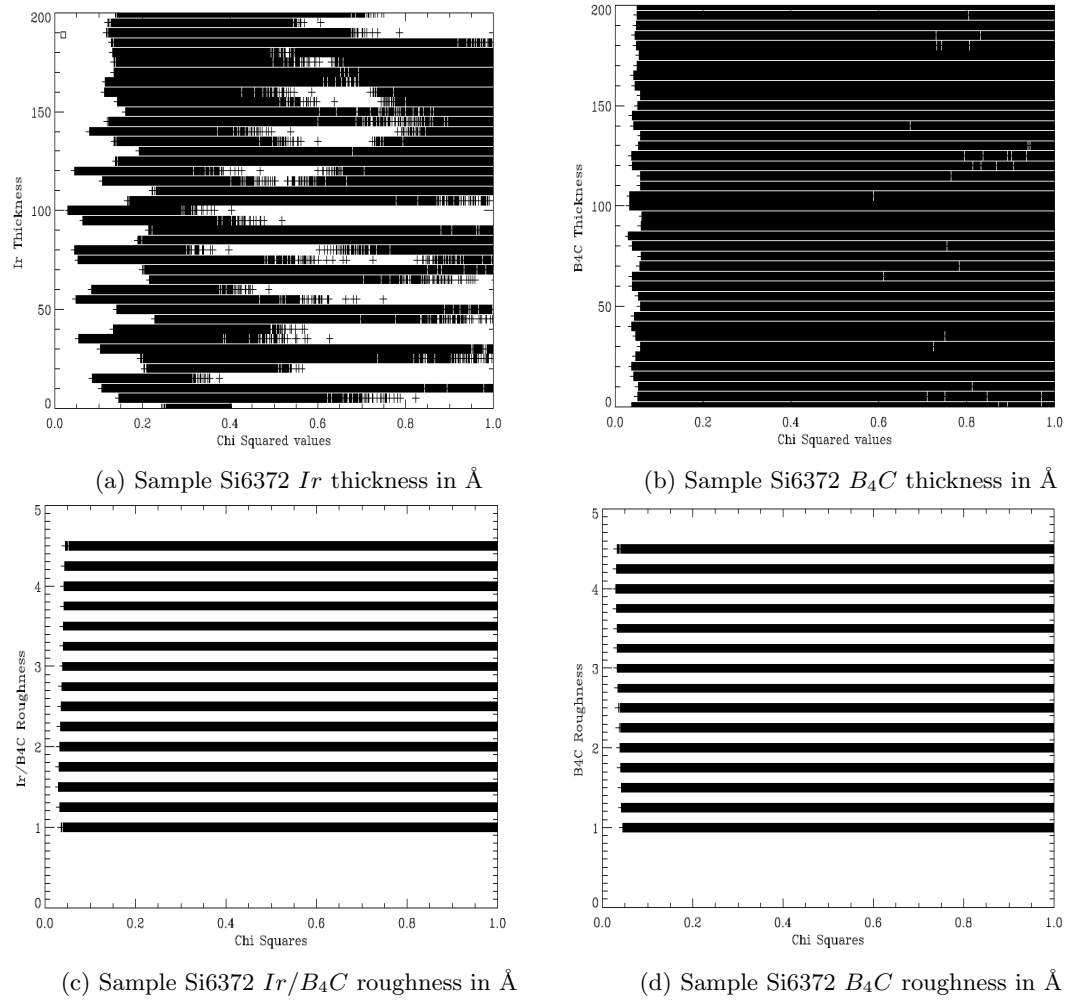 200
150
100
50
0
Ir Thickness
0.0 0.2 0.4 0.6 0.8 1.0
Chi Squared values
(a) Sample Si6372 Ir thickness in Å
200
150
100
50
0
B4C Thickness
0.0 0.2 0.4 0.6 0.8 1.0
Chi Squared values
(b) Sample Si6372 B₄C thickness in Å
5
4
3
2
1
0
Ir/B4C Roughness
0.0 0.2 0.4 0.6 0.8 1.0
Chi Squares
(c) Sample Si6372 Ir/B₄C roughness in Å
5
4
3
2
1
0
B4C Roughness
0.0 0.2 0.4 0.6 0.8 1.0
Chi Squares
(d) Sample Si6372 B₄C roughness in Å